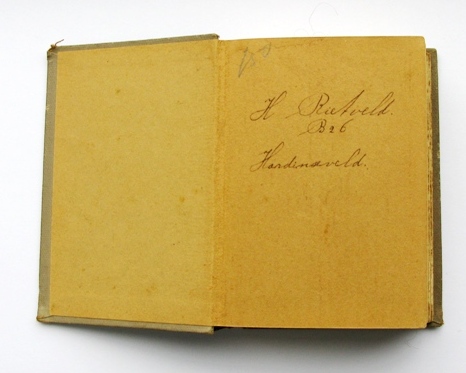 H Rietveld.
B 26
Hardinxveld.